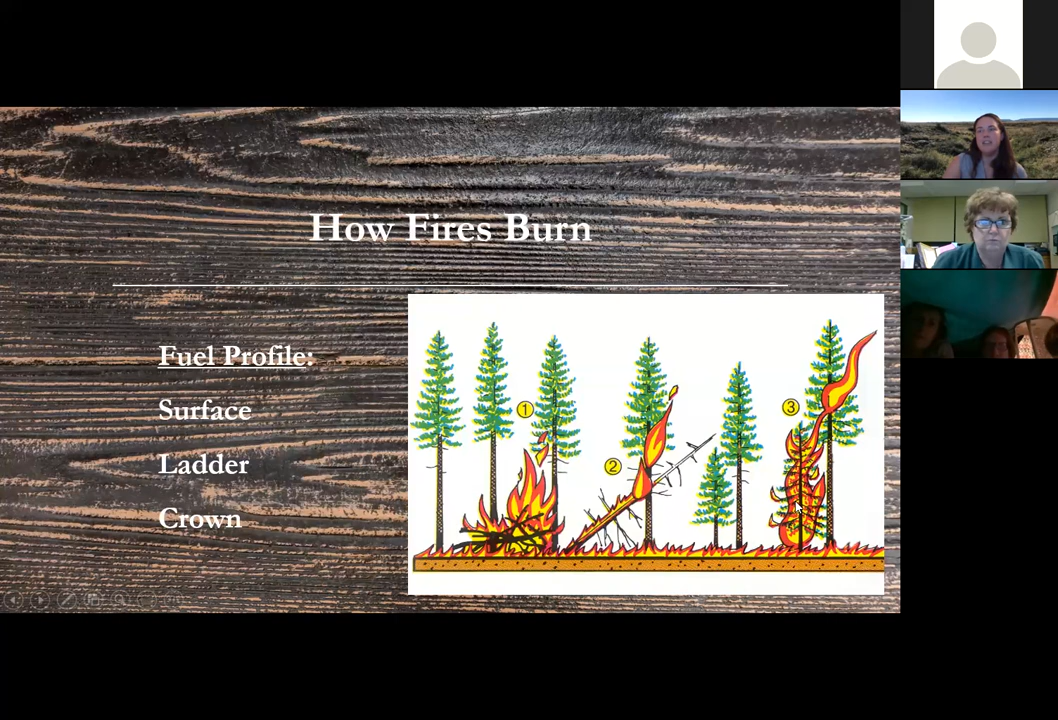 How Fires Burn
Fuel Profile:
Surface
Ladder
Crown
①
②
③